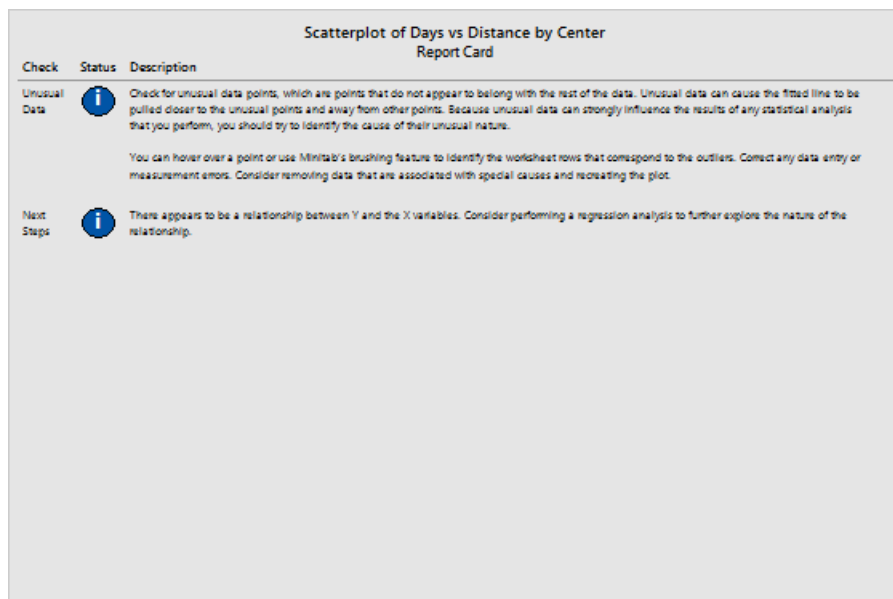 Scatterplot of Days vs Distance by Center
Report Card
Check Status Description
Unusual Data
i
Check for unusual data points, which are points that do not appear to belong with the rest of the data. Unusual data can cause the fitted line to be
pulled closer to the unusual points and away from other points. Because unusual data can strongly influence the results of any statistical analysis
that you perform, you should try to identify the cause of their unusual nature.
You can hover over a point or use Minitab's brushing feature to identify the worksheet rows that correspond to the outliers. Correct any data entry or
measurement errors. Consider removing data that are associated with special causes and recreating the plot.
Next Steps
i
There appears to be a relationship between Y and the X variables. Consider performing a regression analysis to further explore the nature of the
relationship.